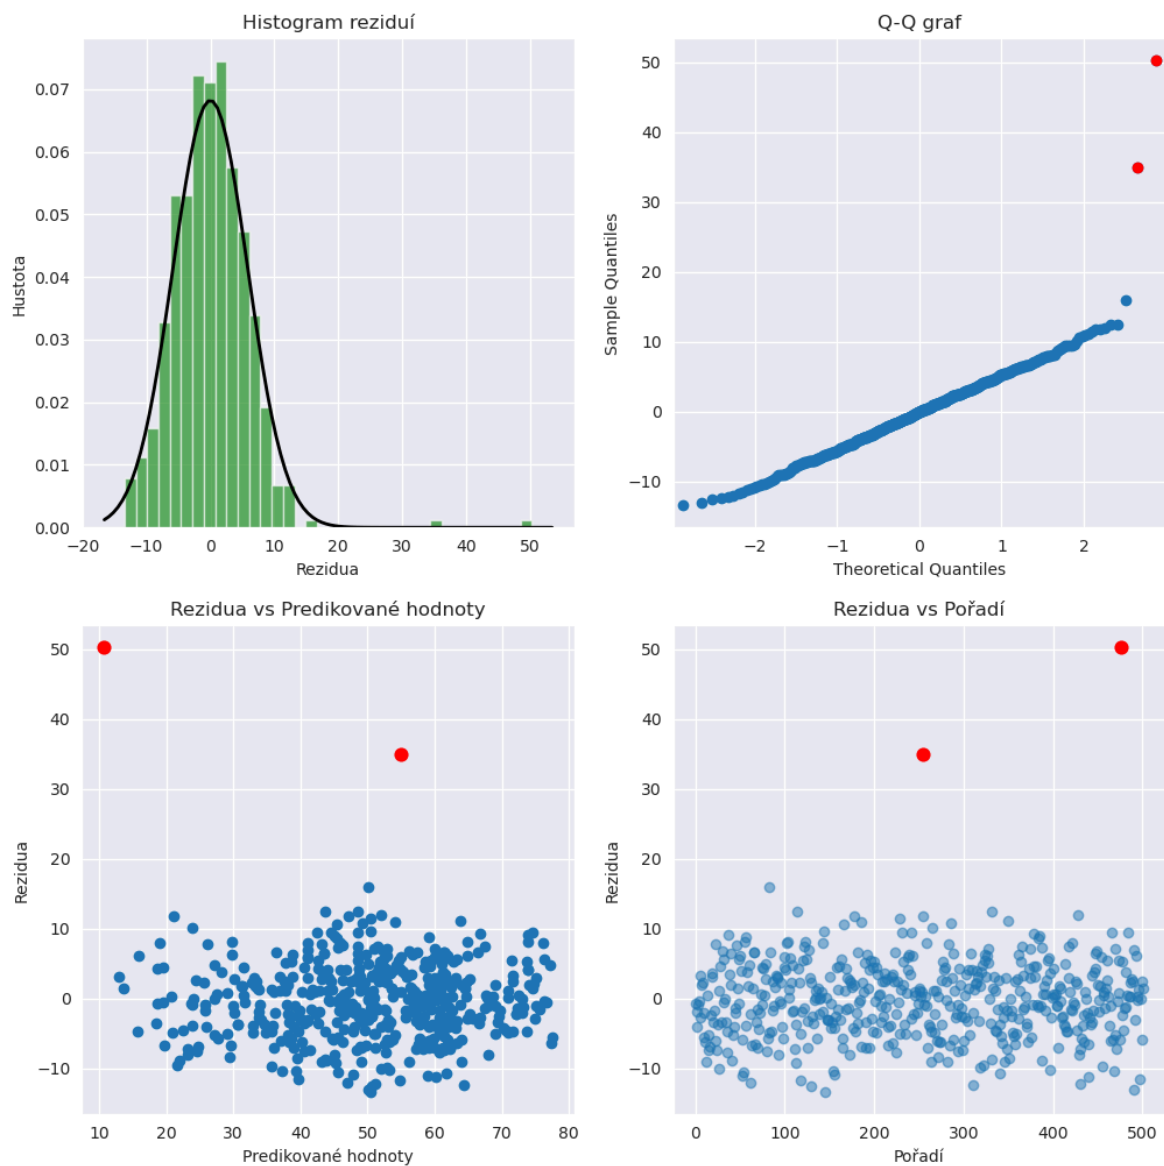 Histogram reziduí
0.07
0.06
0.05
0.04
0.03
0.02
0.01
0.00
Hustota
−20 −10 0 10 20 30 40 50
Rezidua
Q-Q graf
50
40
30
20
10
0
−10
Sample Quantiles
−2 −1 0 1 2
Theoretical Quantiles
Rezidua vs Predikované hodnoty
50
40
30
20
10
0
−10
Rezidua
10 20 30 40 50 60 70 80
Predikované hodnoty
Rezidua vs Pořadí
50
40
30
20
10
0
−10
Rezidua
0 100 200 300 400 500
Pořadí